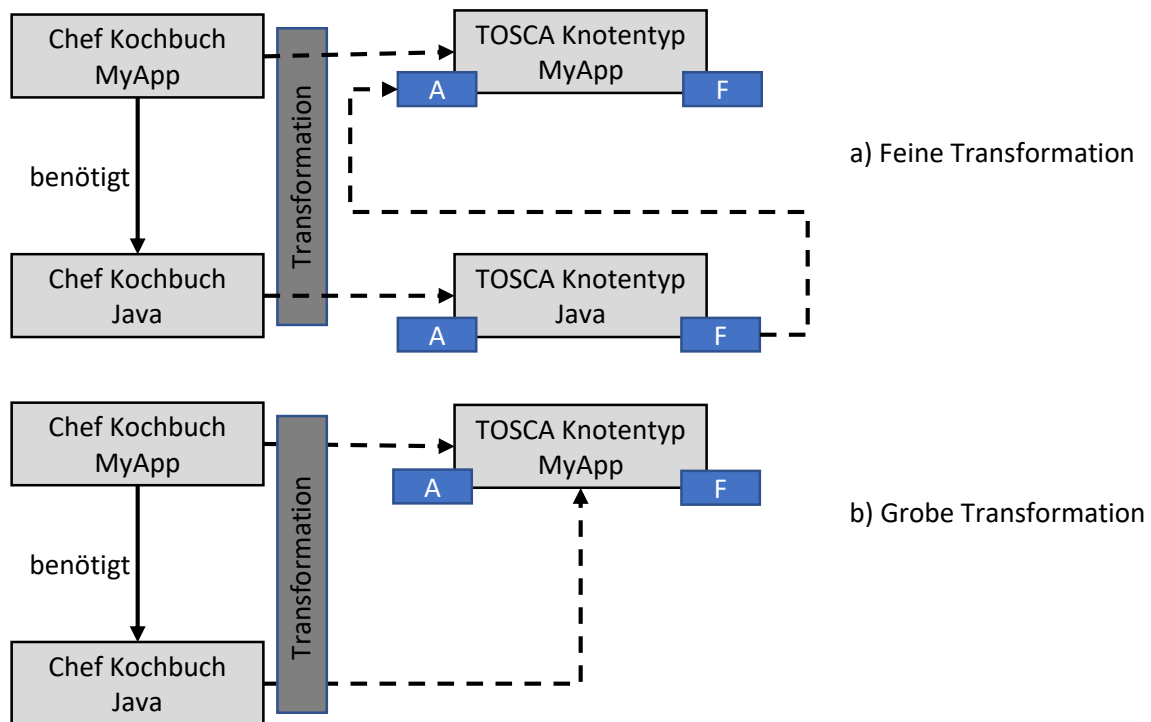 Chef Kochbuch
MyApp
TOSCA Knotentyp
MyApp
A
F
Transformation
benötigt
a) Feine Transformation
Chef Kochbuch
Java
TOSCA Knotentyp
Java
A
F
Chef Kochbuch
MyApp
TOSCA Knotentyp
MyApp
A
F
Transformation
benötigt
b) Grobe Transformation
Chef Kochbuch
Java